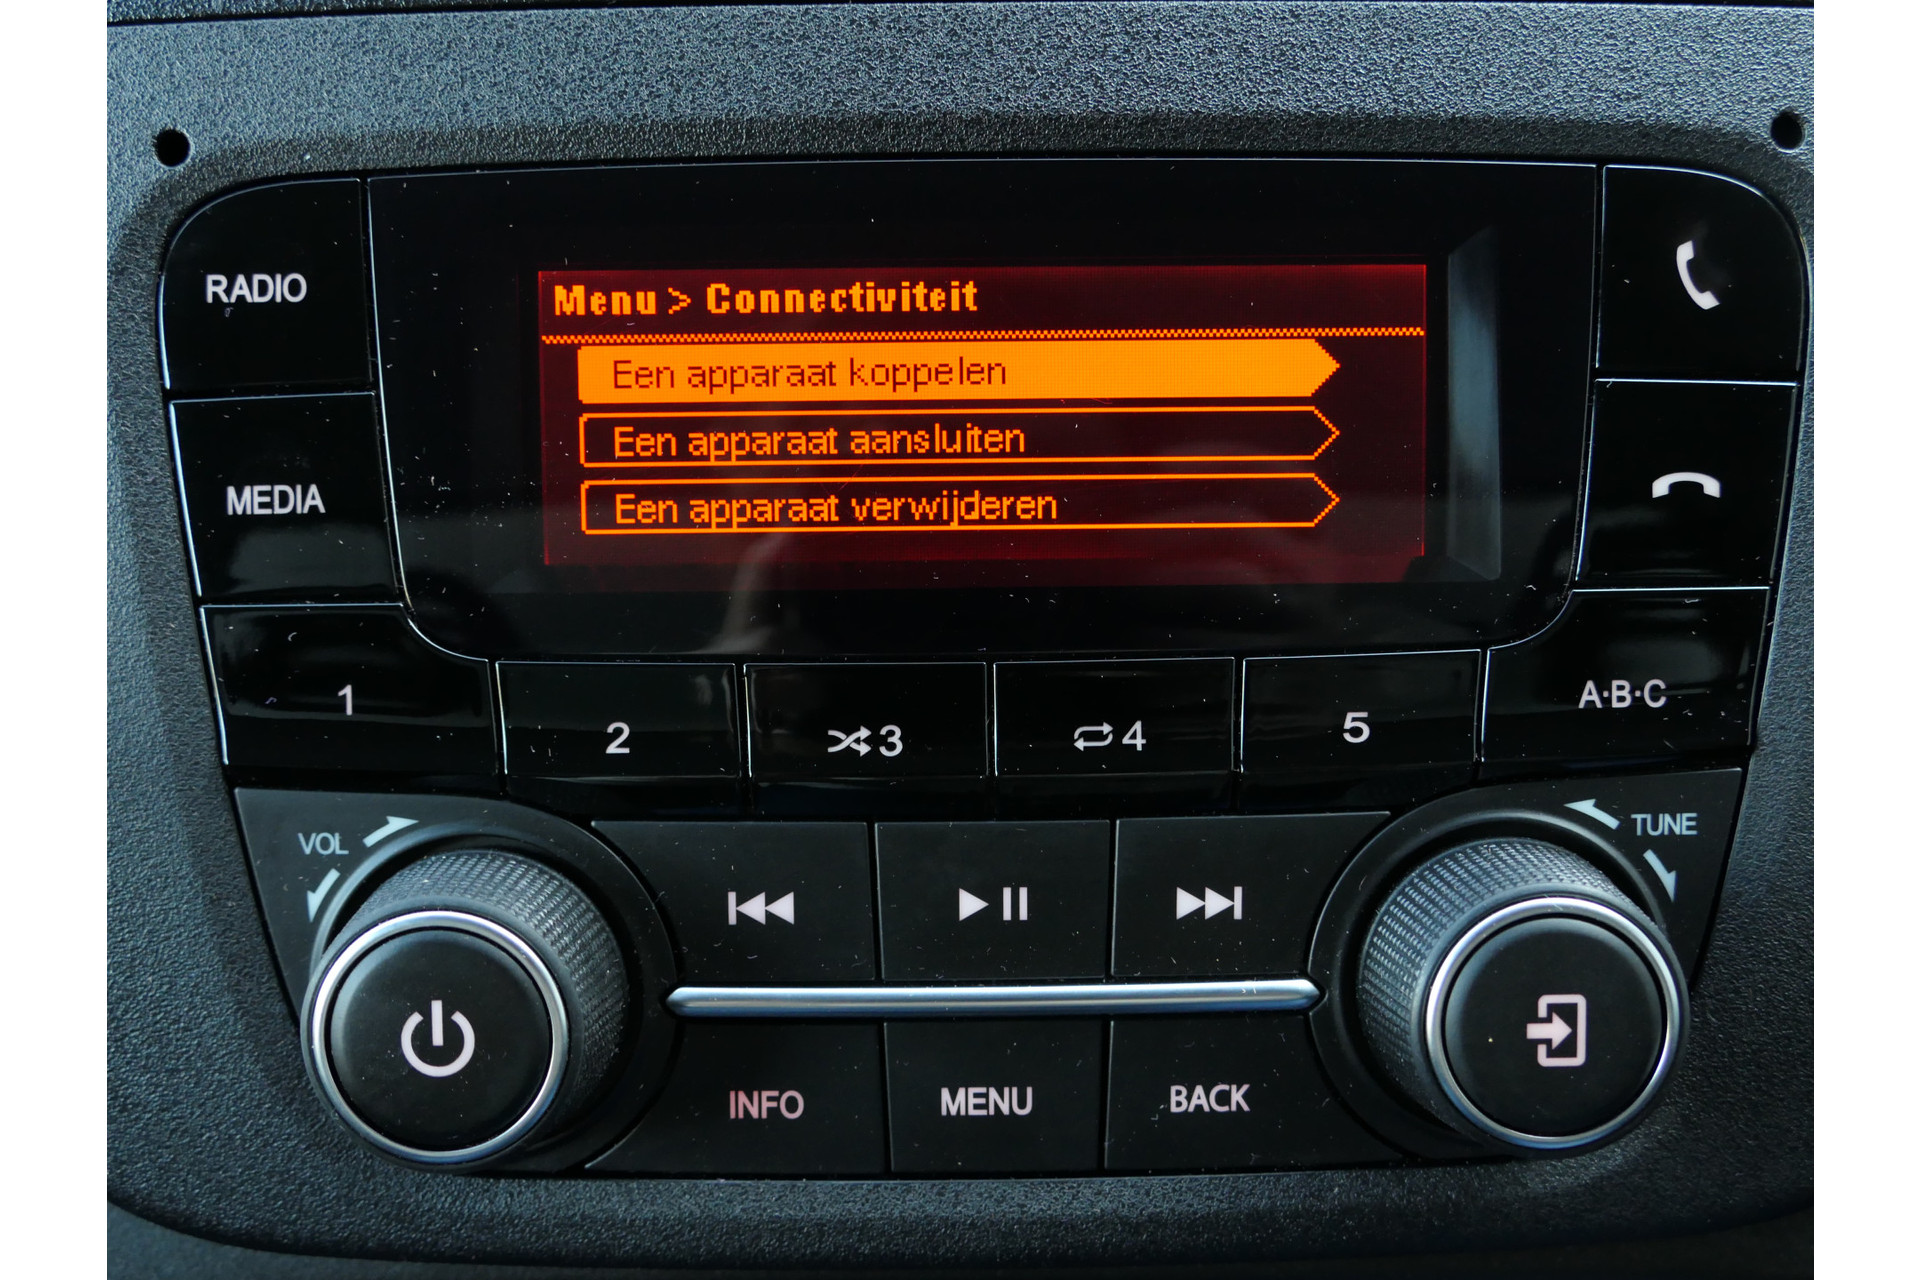 RADIO
Menu > Connectiviteit
Een apparaat koppelen
Een apparaat aansluiten
Een apparaat verwijderen
MEDIA
1
2
3
4
5
A·B·C
VOL
TUNE
INFO
MENU
BACK